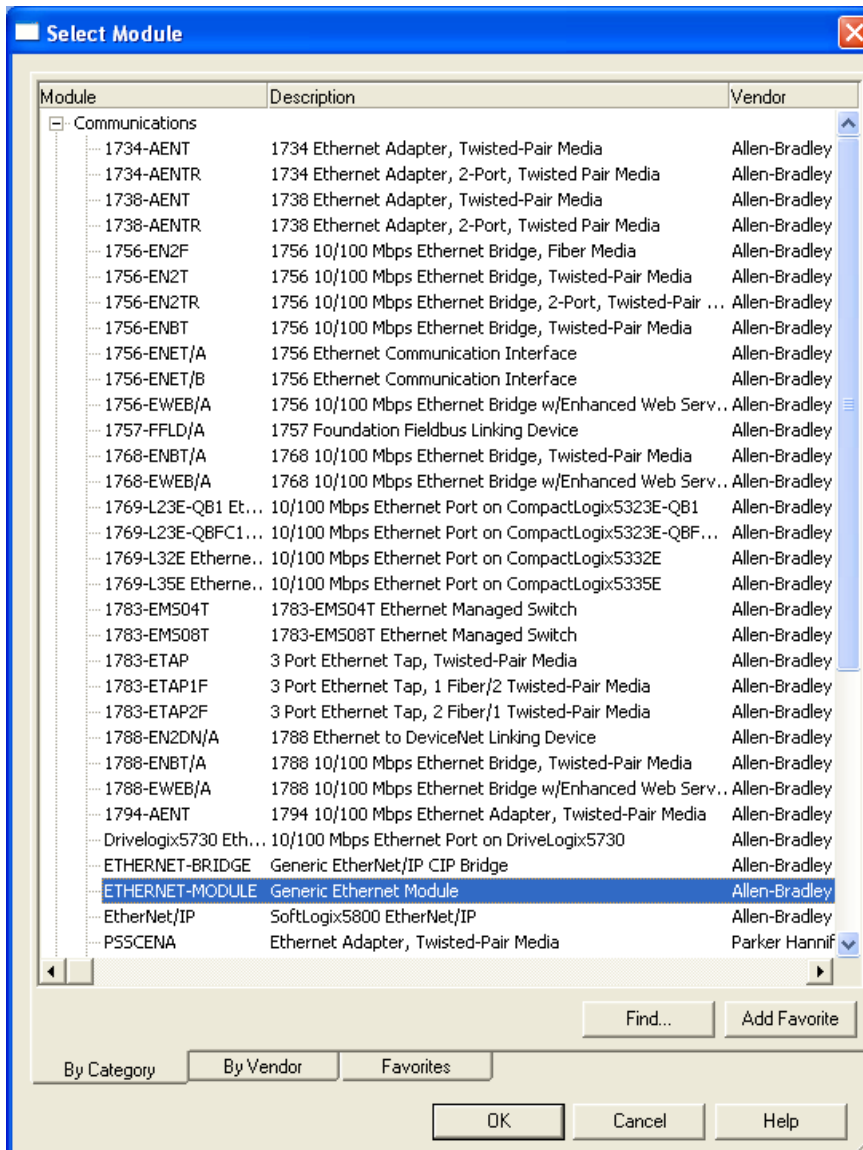 Select Module
Module Description Vendor
Communications
1734-AENT 1734 Ethernet Adapter, Twisted-Pair Media Allen-Bradley
1734-AENTR 1734 Ethernet Adapter, 2-Port, Twisted Pair Media Allen-Bradley
1738-AENT 1738 Ethernet Adapter, Twisted-Pair Media Allen-Bradley
1738-AENTR 1738 Ethernet Adapter, 2-Port, Twisted Pair Media Allen-Bradley
1756-EN2F 1756 10/100 Mbps Ethernet Bridge, Fiber Media Allen-Bradley
1756-EN2T 1756 10/100 Mbps Ethernet Bridge, Twisted-Pair Media Allen-Bradley
1756-EN2TR 1756 10/100 Mbps Ethernet Bridge, 2-Port, Twisted-Pair ... Allen-Bradley
1756-ENBT 1756 10/100 Mbps Ethernet Bridge, Twisted-Pair Media Allen-Bradley
1756-ENET/A 1756 Ethernet Communication Interface Allen-Bradley
1756-ENET/B 1756 Ethernet Communication Interface Allen-Bradley
1756-EWEB/A 1756 10/100 Mbps Ethernet Bridge w/Enhanced Web Serv.. Allen-Bradley
1757-FFLD/A 1757 Foundation Fieldbus Linking Device Allen-Bradley
1768-ENBT/A 1768 10/100 Mbps Ethernet Bridge, Twisted-Pair Media Allen-Bradley
1768-EWEB/A 1768 10/100 Mbps Ethernet Bridge w/Enhanced Web Serv.. Allen-Bradley
1769-L23E-QB1 Et... 10/100 Mbps Ethernet Port on CompactLogix5323E-QB1 Allen-Bradley
1769-L23E-QBFC1... 10/100 Mbps Ethernet Port on CompactLogix5323E-QBF... Allen-Bradley
1769-L32E Etherne.. 10/100 Mbps Ethernet Port on CompactLogix5332E Allen-Bradley
1769-L35E Etherne.. 10/100 Mbps Ethernet Port on CompactLogix5335E Allen-Bradley
1783-EMS04T 1783-EMS04T Ethernet Managed Switch Allen-Bradley
1783-EMS08T 1783-EMS08T Ethernet Managed Switch Allen-Bradley
1783-ETAP 3 Port Ethernet Tap, Twisted-Pair Media Allen-Bradley
1783-ETAP1F 3 Port Ethernet Tap, 1 Fiber/2 Twisted-Pair Media Allen-Bradley
1783-ETAP2F 3 Port Ethernet Tap, 2 Fiber/1 Twisted-Pair Media Allen-Bradley
1788-EN2DN/A 1788 Ethernet to DeviceNet Linking Device Allen-Bradley
1788-ENBT/A 1788 10/100 Mbps Ethernet Bridge, Twisted-Pair Media Allen-Bradley
1788-EWEB/A 1788 10/100 Mbps Ethernet Bridge w/Enhanced Web Serv.. Allen-Bradley
1794-AENT 1794 10/100 Mbps Ethernet Adapter, Twisted-Pair Media Allen-Bradley
Drivelogix5730 Eth... 10/100 Mbps Ethernet Port on DriveLogix5730 Allen-Bradley
ETHERNET-BRIDGE Generic EtherNet/IP CIP Bridge Allen-Bradley
ETHERNET-MODULE Generic Ethernet Module Allen-Bradley
EtherNet/IP SoftLogix5800 EtherNet/IP Allen-Bradley
PSSCENA Ethernet Adapter, Twisted-Pair Media Parker Hannif
Find... Add Favorite
By Category By Vendor Favorites
OK Cancel Help